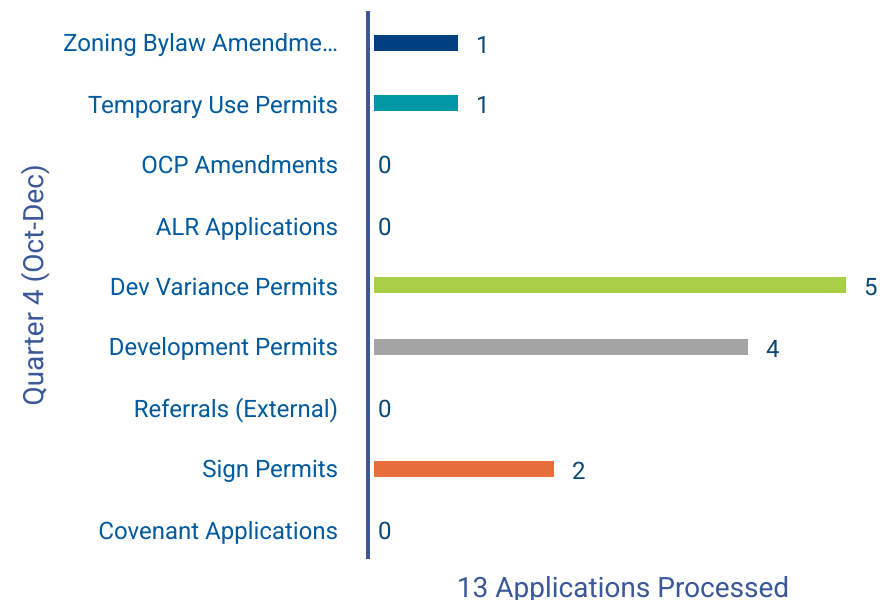 Quarter 4 (Oct-Dec)
Zoning Bylaw Amendme... 1
Temporary Use Permits 1
OCP Amendments 0
ALR Applications 0
Dev Variance Permits 5
Development Permits 4
Referrals (External) 0
Sign Permits 2
Covenant Applications 0
13 Applications Processed